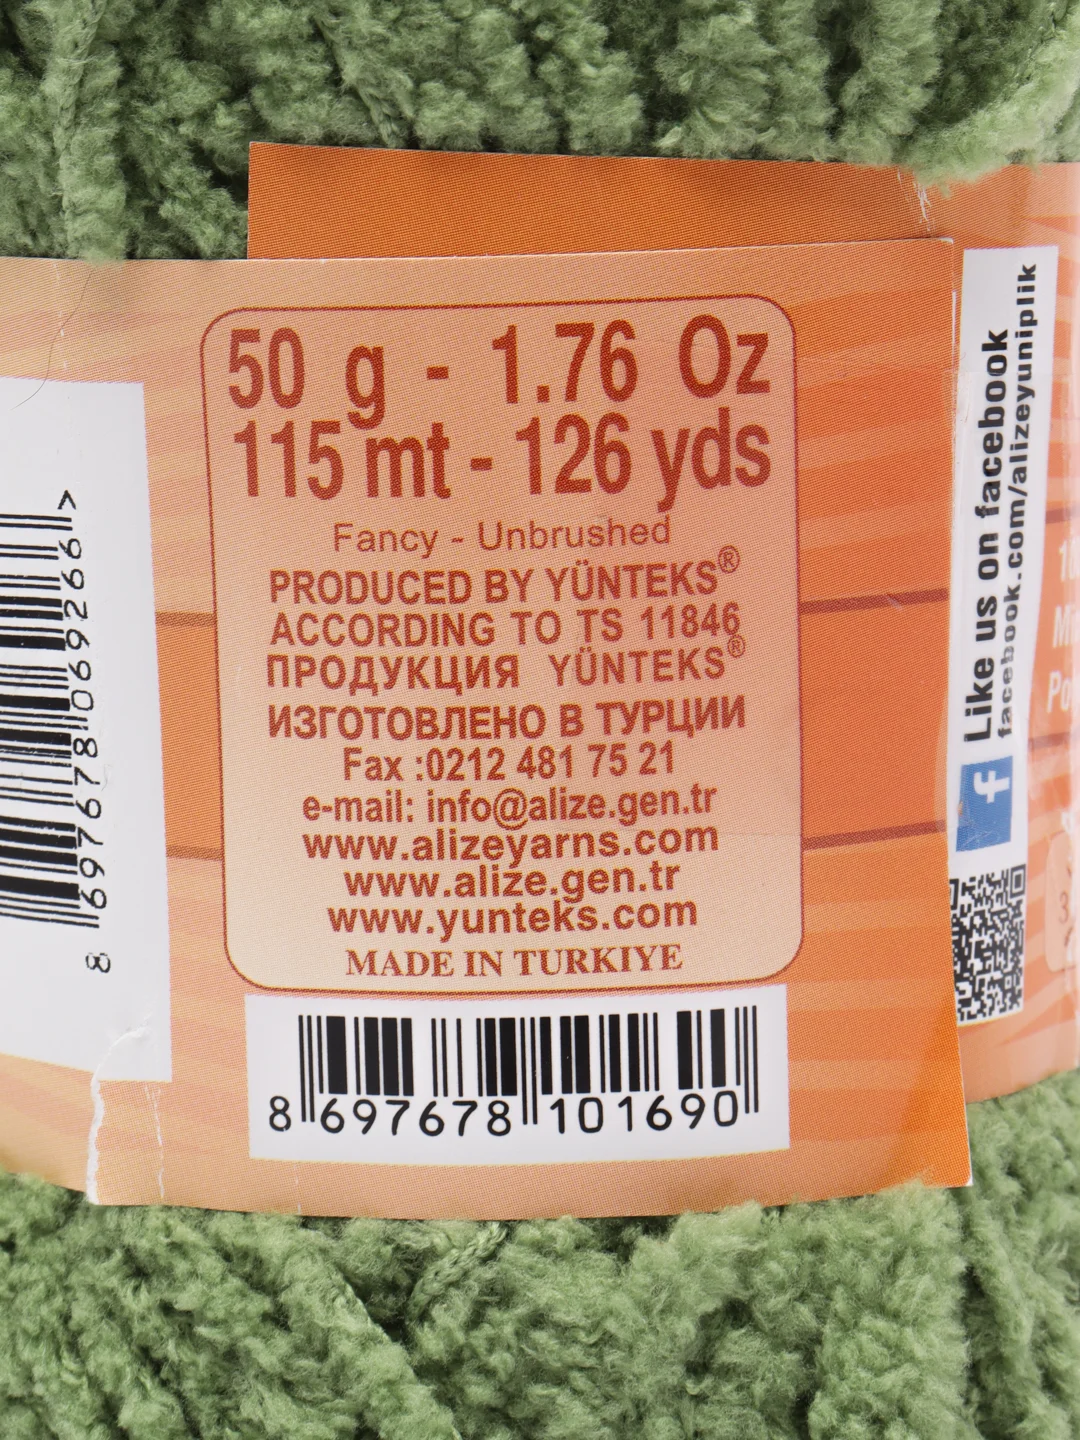 50 g - 1.76 Oz
115 mt - 126 yds
Fancy - Unbrushed
PRODUCED BY YÜNTEKS®
ACCORDING TO TS 11846
ПРОДУКЦИЯ YÜNTEKS®
ИЗГОТОВЛЕНО В ТУРЦИИ
Fax :0212 481 75 21
e-mail: info@alize.gen.tr
www.alizeyarns.com
www.alize.gen.tr
www.yunteks.com
MADE IN TURKIYE
8 697678 101690
8 697678 069266 >
Like us on facebook
facebook.com/alizeyuniplik
f